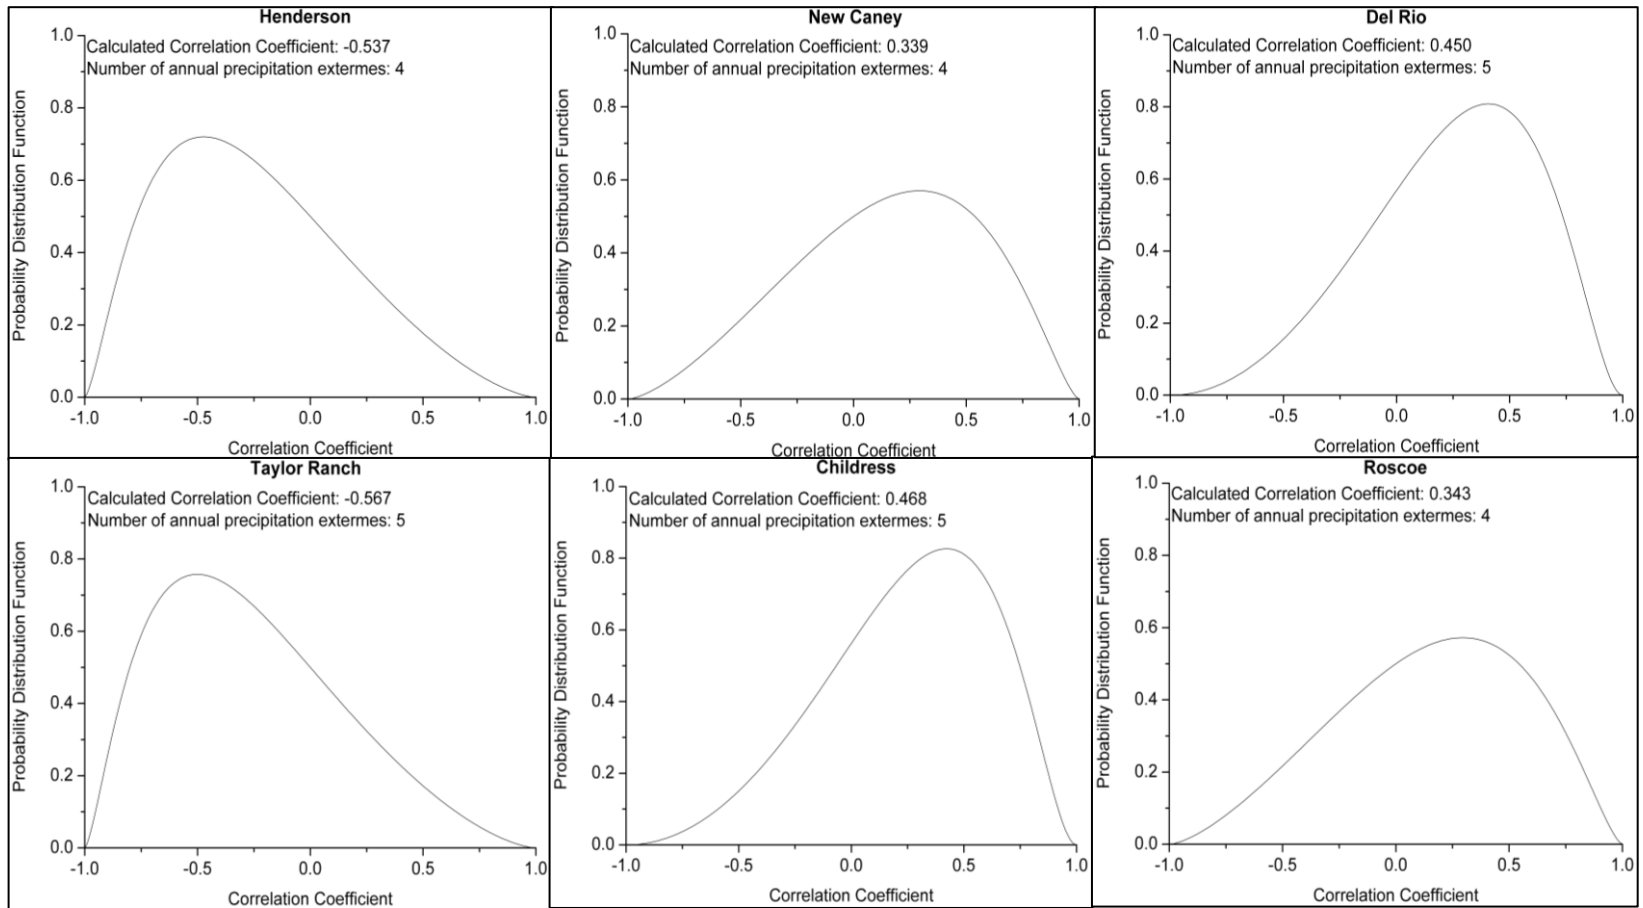 Henderson
Calculated Correlation Coefficient: -0.537
Number of annual precipitation extermes: 4
Probability Distribution Function
1.0
0.8
0.6
0.4
0.2
0.0
-1.0 -0.5 0.0 0.5 1.0
Correlation Coefficient
New Caney
Calculated Correlation Coefficient: 0.339
Number of annual precipitation extermes: 4
Probability Distribution Function
1.0
0.8
0.6
0.4
0.2
0.0
-1.0 -0.5 0.0 0.5 1.0
Correlation Coefficient
Del Rio
Calculated Correlation Coefficient: 0.450
Number of annual precipitation extermes: 5
Probability Distribution Function
1.0
0.8
0.6
0.4
0.2
0.0
-1.0 -0.5 0.0 0.5 1.0
Correlation Coefficient
Taylor Ranch
Calculated Correlation Coefficient: -0.567
Number of annual precipitation extermes: 5
Probability Distribution Function
1.0
0.8
0.6
0.4
0.2
0.0
-1.0 -0.5 0.0 0.5 1.0
Correlation Coefficient
Childress
Calculated Correlation Coefficient: 0.468
Number of annual precipitation extermes: 5
Probability Distribution Function
1.0
0.8
0.6
0.4
0.2
0.0
-1.0 -0.5 0.0 0.5 1.0
Correlation Coefficient
Roscoe
Calculated Correlation Coefficient: 0.343
Number of annual precipitation extermes: 4
Probability Distribution Function
1.0
0.8
0.6
0.4
0.2
0.0
-1.0 -0.5 0.0 0.5 1.0
Correlation Coefficient